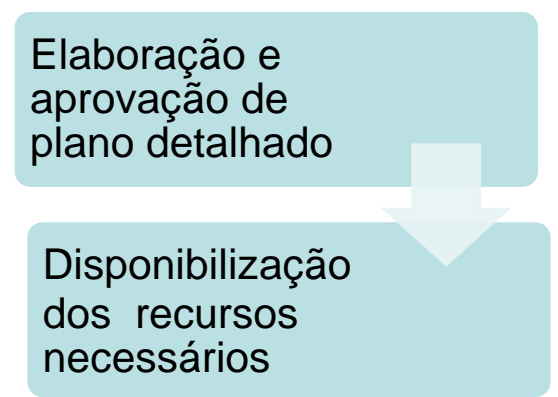 Elaboração e
aprovação de
plano detalhado
Disponibilização
dos recursos
necessários